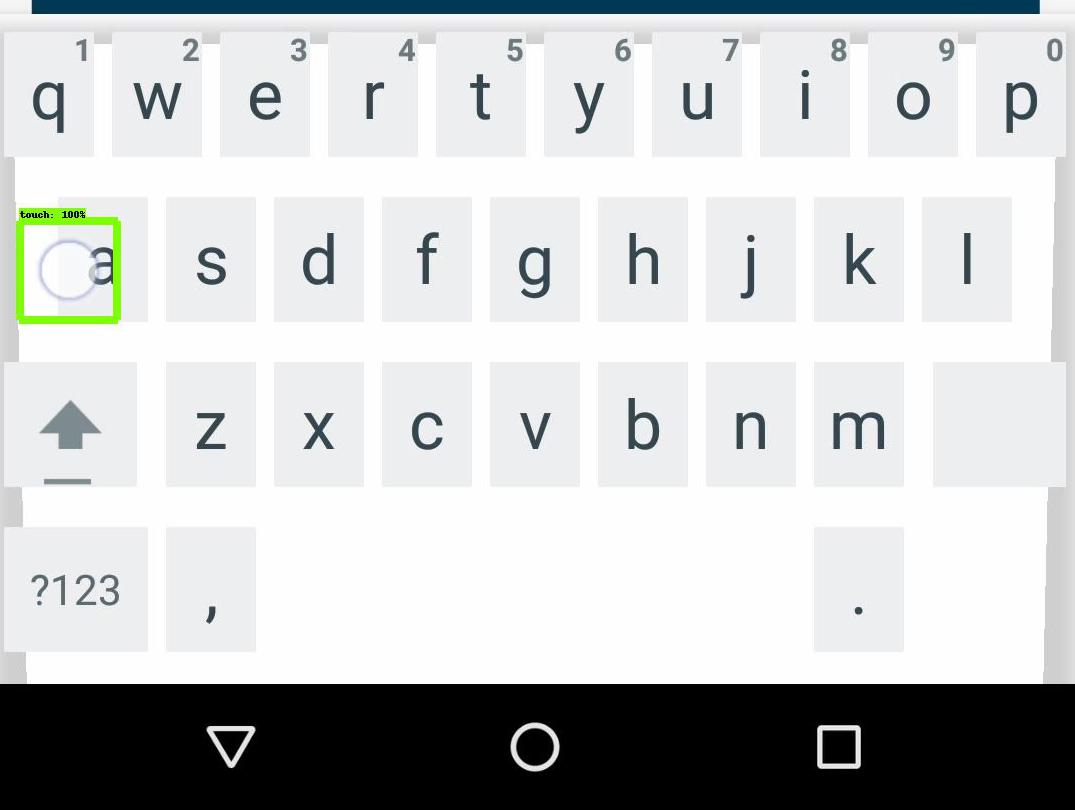 1 2 3 4 5 6 7 8 9 0
q w e r t y u i o p
touch: 100%
a s d f g h j k l
z x c v b n m
?123 , .